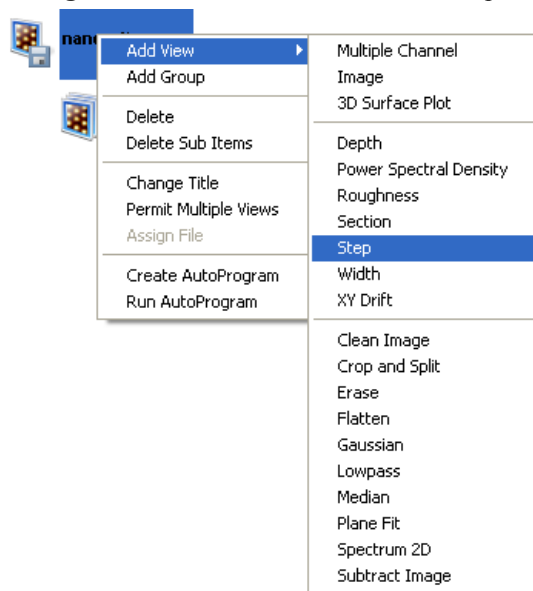 Add View
Add Group
Delete
Delete Sub Items
Change Title
Permit Multiple Views
Assign File
Create AutoProgram
Run AutoProgram
Multiple Channel
Image
3D Surface Plot
Depth
Power Spectral Density
Roughness
Section
Step
Width
XY Drift
Clean Image
Crop and Split
Erase
Flatten
Gaussian
Lowpass
Median
Plane Fit
Spectrum 2D
Subtract Image